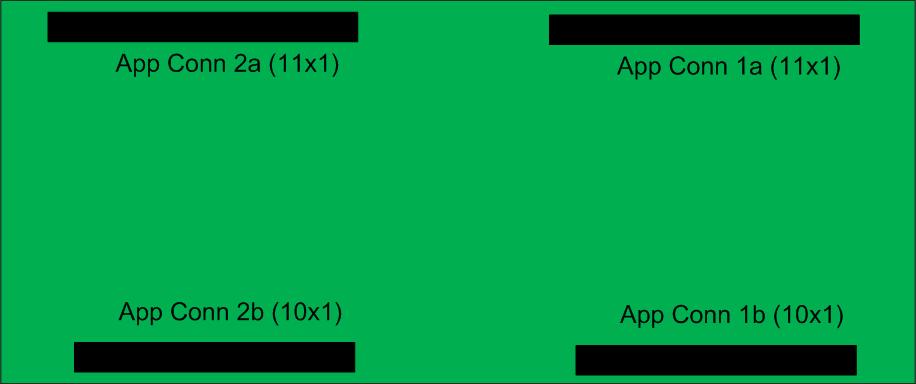 App Conn 2a (11x1)
App Conn 1a (11x1)
App Conn 2b (10x1)
App Conn 1b (10x1)